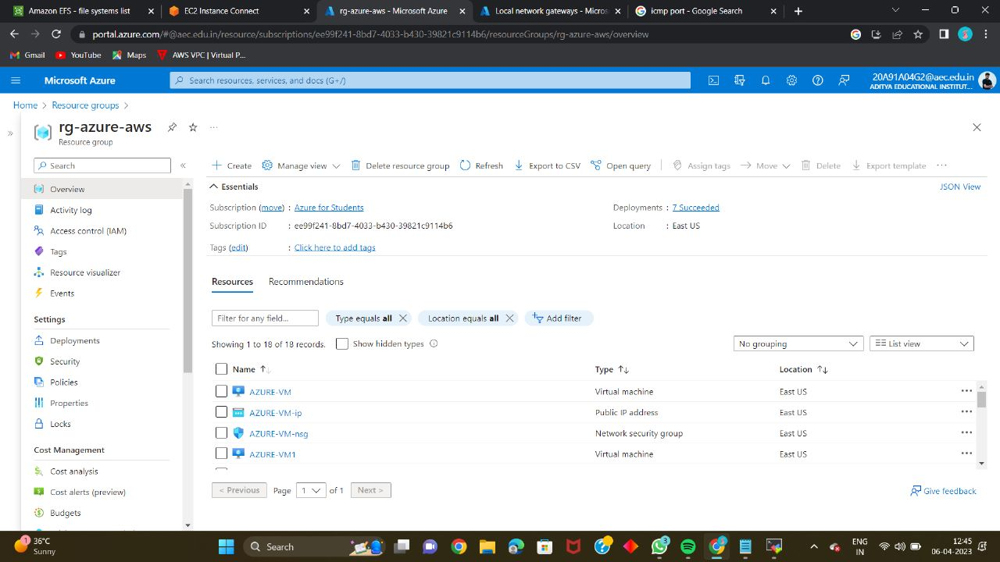 Amazon EFS - file systems list
EC2 Instance Connect
rg-azure-aws - Microsoft Azure
Local network gateways - Micros
icmp port - Google Search
portal.azure.com/#@aec.edu.in/resource/subscriptions/ee99f241-8bd7-4033-b430-39821c9114b6/resourceGroups/rg-azure-aws/overview
Gmail
YouTube
Maps
AWS VPC | Virtual P...
Microsoft Azure
Search resources, services, and docs (G+/)
20A91A04G2@aec.edu.in
ADITYA EDUCATIONAL INSTITUT...
Home > Resource groups >
rg-azure-aws
Resource group
Search
Create
Manage view
Delete resource group
Refresh
Export to CSV
Open query
Assign tags
Move
Delete
Export template
Overview
Activity log
Access control (IAM)
Tags
Resource visualizer
Events
Settings
Deployments
Security
Policies
Properties
Locks
Cost Management
Cost analysis
Cost alerts (preview)
Budgets
Essentials
JSON View
Subscription (move) : Azure for Students
Deployments : 7 Succeeded
Subscription ID : ee99f241-8bd7-4033-b430-39821c9114b6
Location : East US
Tags (edit) : Click here to add tags
Resources
Recommendations
Filter for any field...
Type equals all
Location equals all
Add filter
Showing 1 to 18 of 18 records.
Show hidden types
No grouping
List view
Name
Type
Location
AZURE-VM Virtual machine East US
AZURE-VM-ip Public IP address East US
AZURE-VM-nsg Network security group East US
AZURE-VM1 Virtual machine East US
< Previous
Page 1 of 1
Next >
Give feedback
1
36°C
Sunny
Search
3
ENG
IN
12:45
06-04-2023